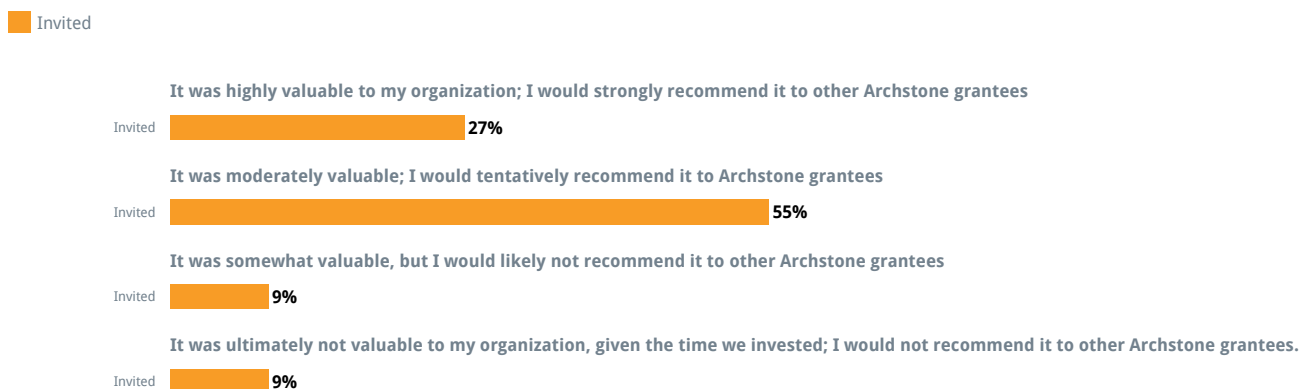 Invited
It was highly valuable to my organization; I would strongly recommend it to other Archstone grantees
Invited 27%
It was moderately valuable; I would tentatively recommend it to Archstone grantees
Invited 55%
It was somewhat valuable, but I would likely not recommend it to other Archstone grantees
Invited 9%
It was ultimately not valuable to my organization, given the time we invested; I would not recommend it to other Archstone grantees.
Invited 9%